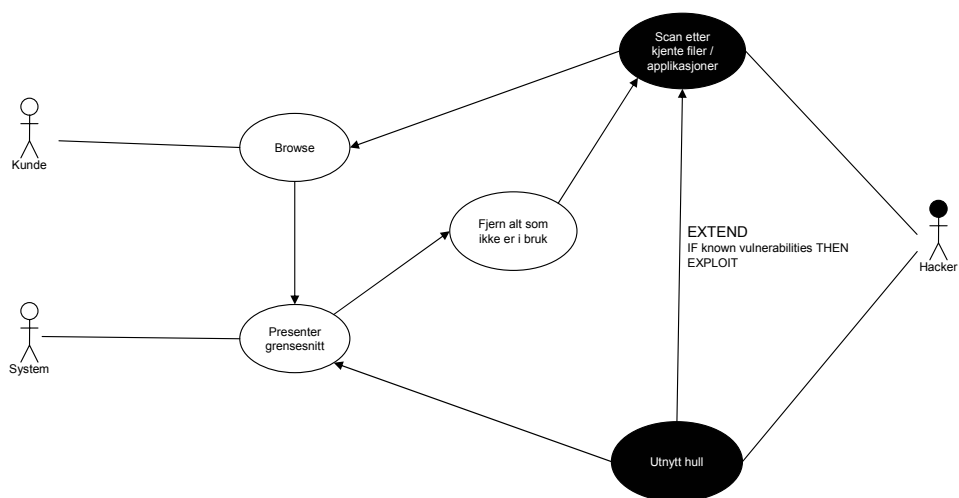 Scan etter
kjente filer /
applikasjoner
Browse
Kunde
Fjern alt som
ikke er i bruk
EXTEND
IF known vulnerabilities THEN
EXPLOIT
Hacker
Presenter
grensesnitt
System
Utnytt hull